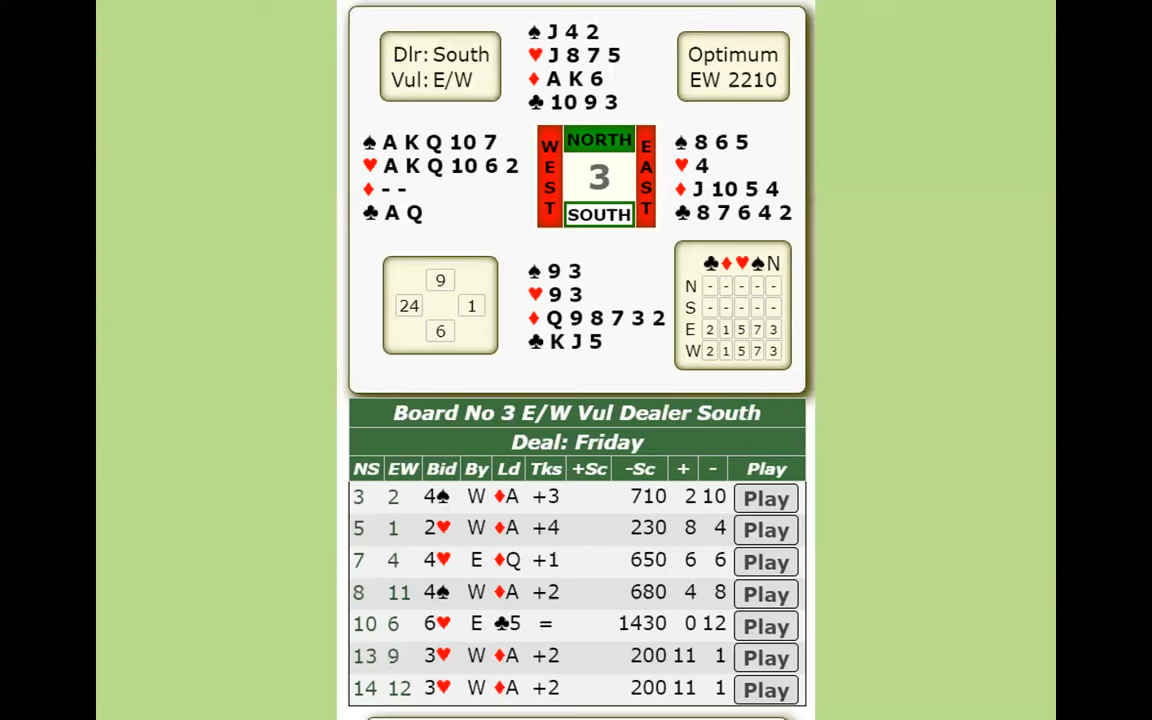 Dlr: South
Vul: E/W
♠ J 4 2
♥ J 8 7 5
♦ A K 6
♣ 10 9 3
Optimum
EW 2210
♠ A K Q 10 7
♥ A K Q 10 6 2
♦ - -
♣ A Q
WEST
NORTH
3
SOUTH
EAST
♠ 8 6 5
♥ 4
♦ J 10 5 4
♣ 8 7 6 4 2
9
24 1
6
♠ 9 3
♥ 9 3
♦ Q 9 8 7 3 2
♣ K J 5
♣ ♦ ♥ ♠ N
N - - - - -
S - - - - -
E 2 1 5 7 3
W 2 1 5 7 3
Board No 3 E/W Vul Dealer South
Deal: Friday
NS EW Bid By Ld Tks +Sc -Sc + - Play
3 2 4♠ W ♦A +3 710 2 10 Play
5 1 2♥ W ♦A +4 230 8 4 Play
7 4 4♥ E ♦Q +1 650 6 6 Play
8 11 4♠ W ♦A +2 680 4 8 Play
10 6 6♥ E ♣5 = 1430 0 12 Play
13 9 3♥ W ♦A +2 200 11 1 Play
14 12 3♥ W ♦A +2 200 11 1 Play